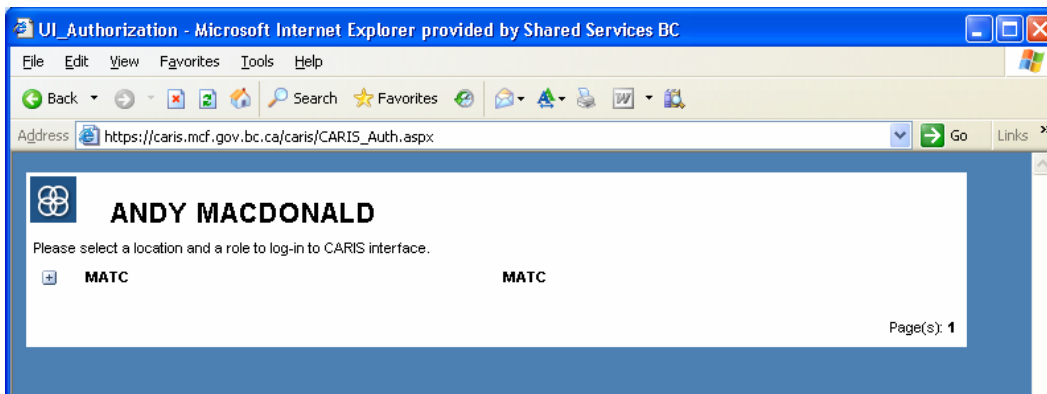 UI_Authorization - Microsoft Internet Explorer provided by Shared Services BC
File Edit View Favorites Tools Help
Back Search Favorites
Address https://caris.mcf.gov.bc.ca/caris/CARIS_Auth.aspx Go Links »
ANDY MACDONALD
Please select a location and a role to log-in to CARIS interface.
MATC MATC
Page(s): 1